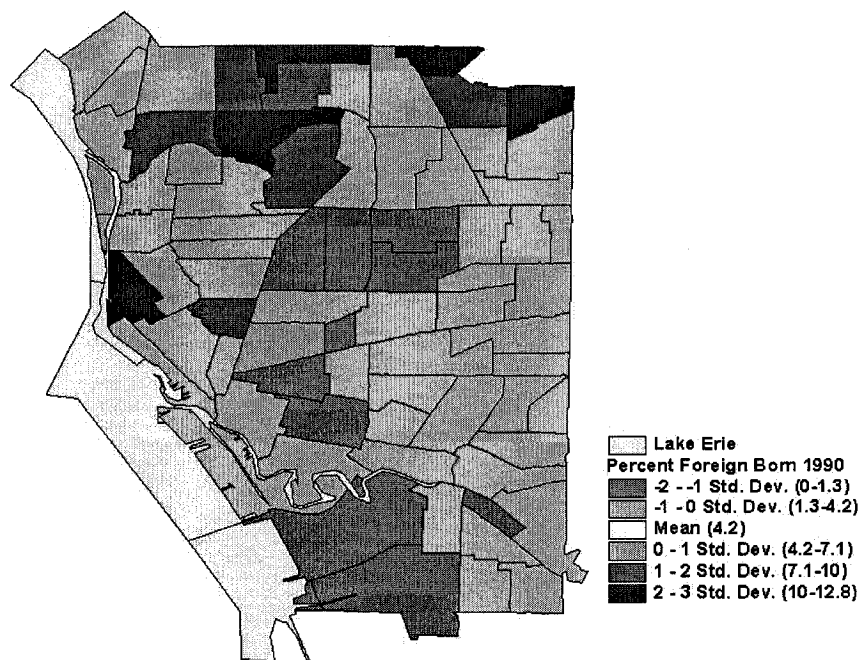 Lake Erie
Percent Foreign Born 1990
-2 - -1 Std. Dev. (0-1.3)
-1 - 0 Std. Dev. (1.3-4.2)
Mean (4.2)
0 - 1 Std. Dev. (4.2-7.1)
1 - 2 Std. Dev. (7.1-10)
2 - 3 Std. Dev. (10-12.8)